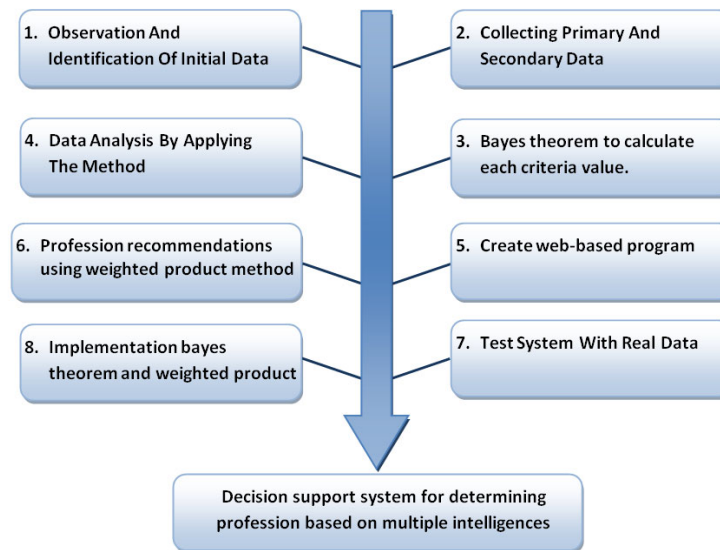 1. Observation And
Identification Of Initial Data
2. Collecting Primary And
Secondary Data
4. Data Analysis By Applying
The Method
3. Bayes theorem to calculate
each criteria value.
6. Profession recommendations
using weighted product method
5. Create web-based program
8. Implementation bayes
theorem and weighted product
7. Test System With Real Data
Decision support system for determining
profession based on multiple intelligences